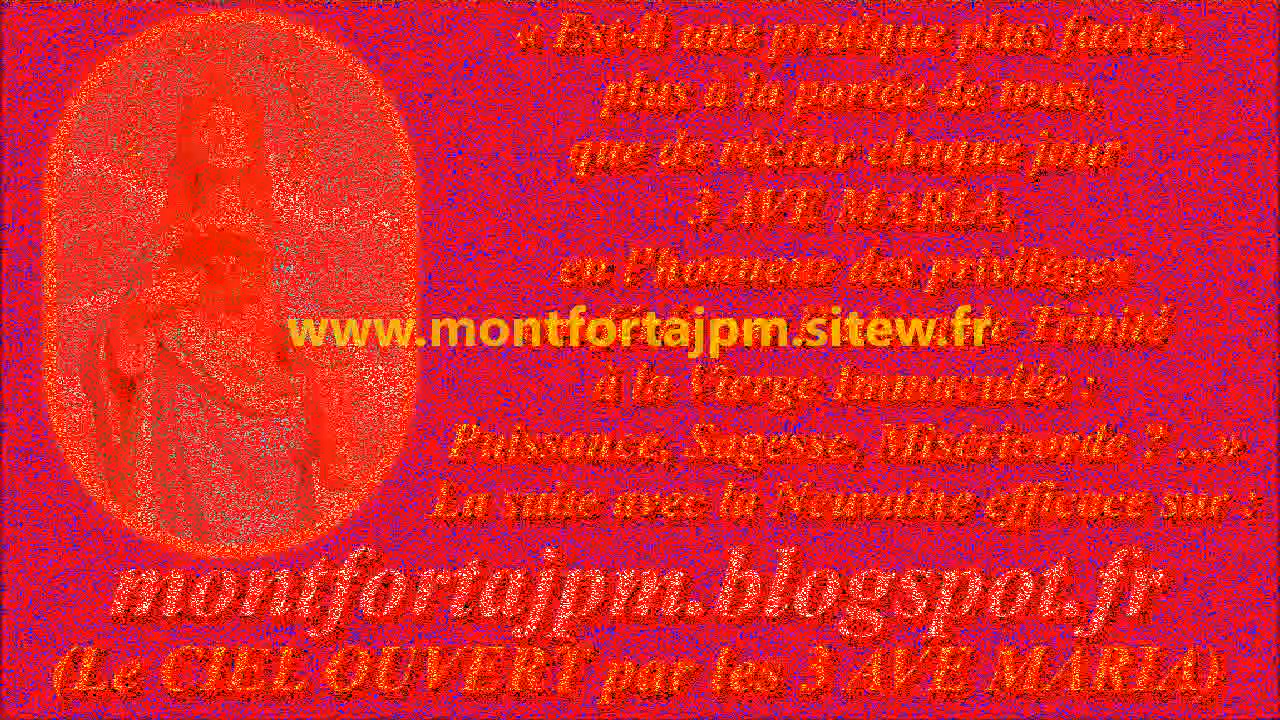 « Est-il une pratique plus facile,
plus à la portée de tous,
que de réciter chaque jour
3 AVE MARIA,
en l'honneur des privilèges
Trinité
www.montfortajpm.sitew.fr
à la Vierge Immaculée :
Puissance, Sagesse, Miséricorde ? ...»
La suite avec la Neuvaine efficace sur :
montfortajpm.blogspot.fr
(Le CIEL OUVERT par les 3 AVE MARIA)